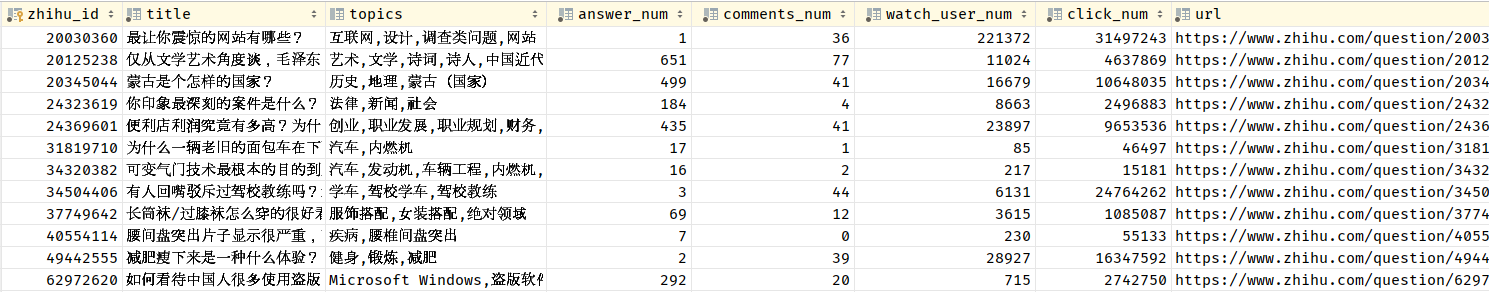 zhihu_id title topics answer_num comments_num watch_user_num click_num url
20030360 最让你震惊的网站有哪些? 互联网,设计,调查类问题,网站 1 36 221372 31497243 https://www.zhihu.com/question/2003
20125238 仅从文学艺术角度谈，毛泽东 艺术,文学,诗词,诗人,中国近代 651 77 11024 4637869 https://www.zhihu.com/question/2012
20345044 蒙古是个怎样的国家? 历史,地理,蒙古（国家） 499 41 16679 10648035 https://www.zhihu.com/question/2034
24323619 你印象最深刻的案件是什么? 法律,新闻,社会 184 4 8663 2496883 https://www.zhihu.com/question/2432
24369601 便利店利润究竟有多高? 为什 创业,职业发展,职业规划,财务, 435 41 23897 9653536 https://www.zhihu.com/question/2436
31819710 为什么一辆老旧的面包车在下 汽车,内燃机 17 1 85 46497 https://www.zhihu.com/question/3181
34320382 可变气门技术最根本的目的到 汽车,发动机,车辆工程,内燃机, 16 2 217 15181 https://www.zhihu.com/question/3432
34504406 有人回嘴驳斥过驾校教练吗? 学车,驾校学车,驾校教练 3 44 6131 24764262 https://www.zhihu.com/question/3450
37749642 长筒袜/过膝袜怎么穿的很好 服饰搭配,女装搭配,绝对领域 69 12 3615 1085087 https://www.zhihu.com/question/3774
40554114 腰间盘突出片子显示很严重， 疾病,腰椎间盘突出 7 0 230 55133 https://www.zhihu.com/question/4055
49442555 减肥瘦下来是一种什么体验? 健身,锻炼,减肥 2 39 28927 16347592 https://www.zhihu.com/question/4944
62972620 如何看待中国人很多使用盗版 Microsoft Windows,盗版软件 292 20 715 2742750 https://www.zhihu.com/question/6297